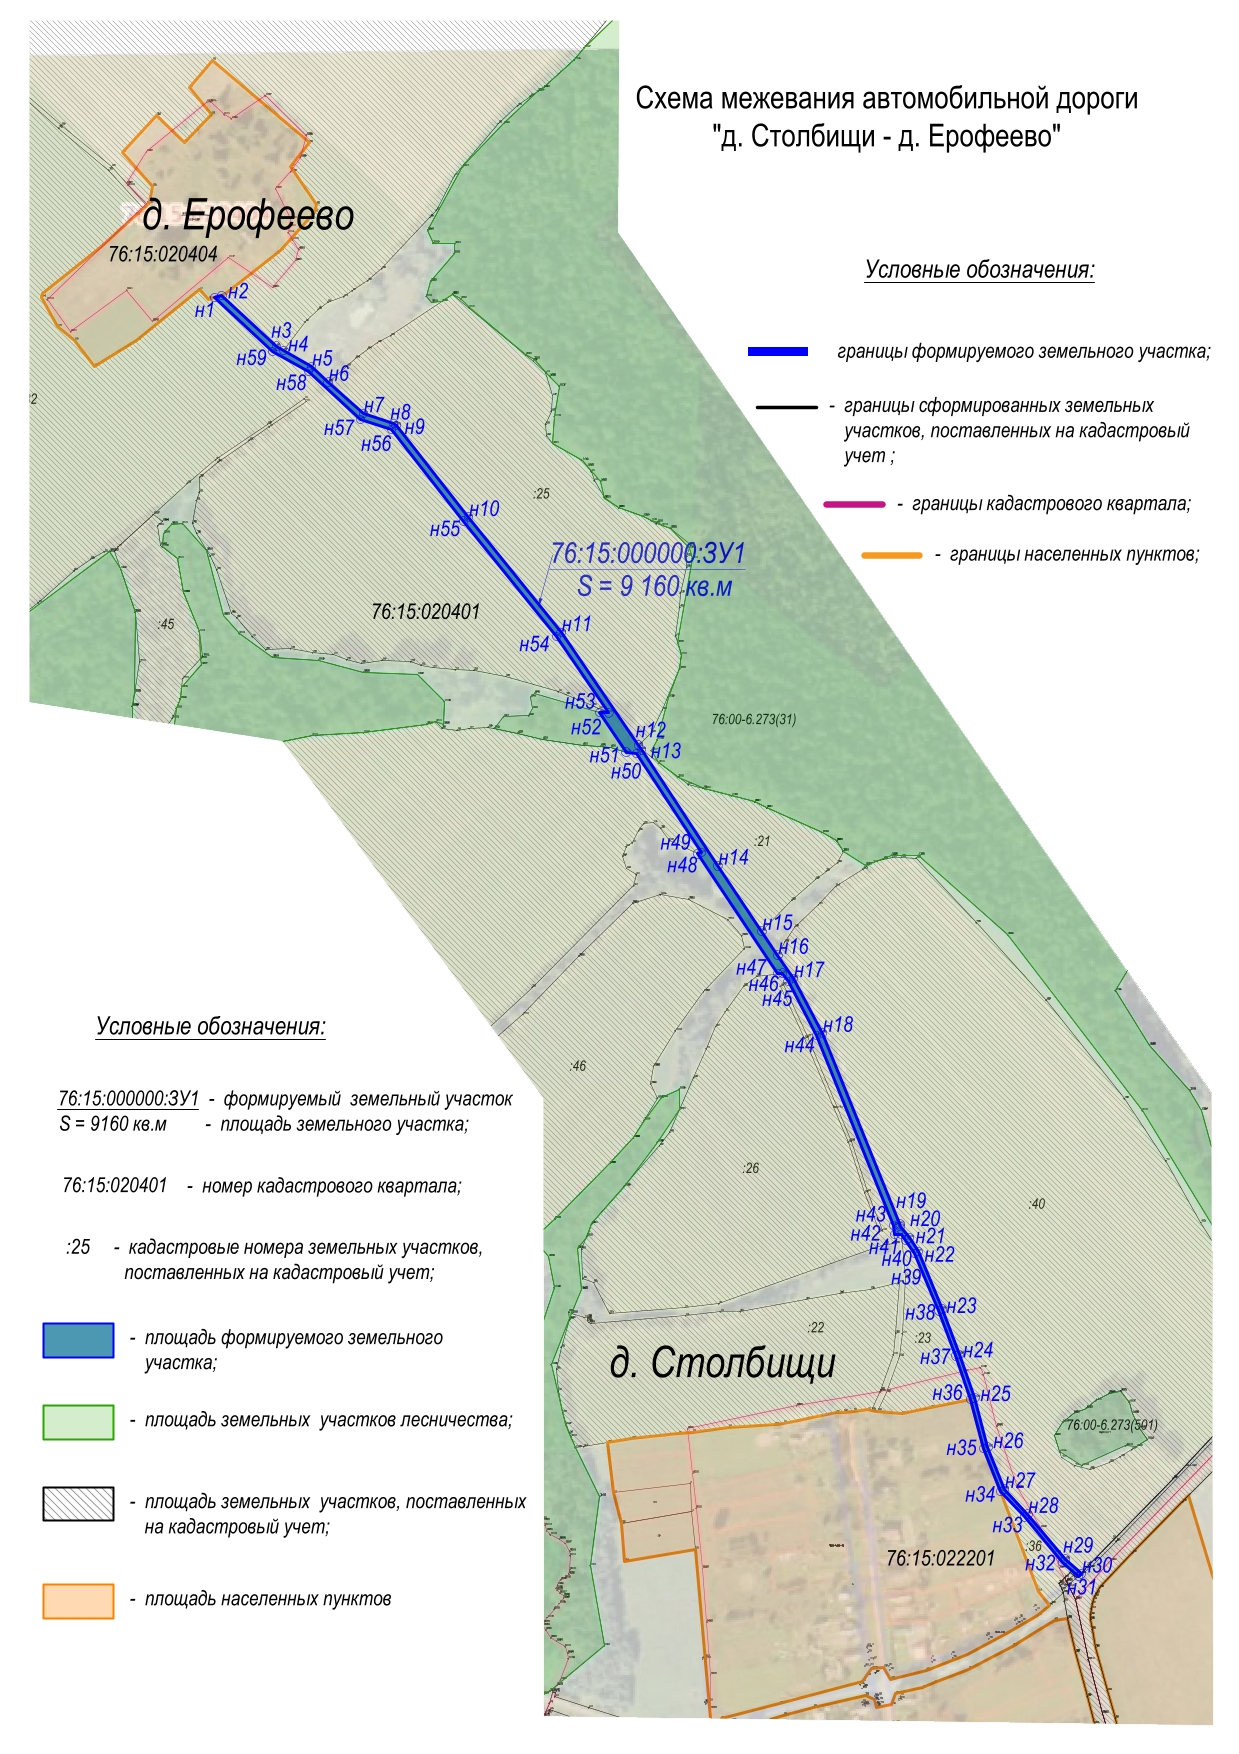 Схема межевания автомобильной дороги
"д. Столбищи - д. Ерофеево"
Условные обозначения:
границы формируемого земельного участка;
- границы сформированных земельных
участков, поставленных на кадастровый
учет ;
- границы кадастрового квартала;
- границы населенных пунктов;
д. Ерофеево
76:15:020404
н2
н1
н3
н4
н59
н5
н58
н6
н7
н8
н57
н9
н56
:25
н10
н55
76:15:000000:ЗУ1
S = 9 160 кв.м
76:15:020401
:45
н11
н54
н53
н52
76:00-6.273(31)
н12
н51
н13
н50
:21
н49
н14
н48
н15
н16
н47
н17
н46
н45
н18
н44
:46
:26
:40
н19
н43
н20
н42
н21
н41
н22
н40
н39
н23
н38
:22
:23
н24
н37
д. Столбищи
н36
н25
76:00-6.273(501)
н26
н35
н27
н34
н28
н33
:36
н29
76:15:022201
н32
н30
н31
Условные обозначения:
76:15:000000:ЗУ1 - формируемый земельный участок
S = 9160 кв.м - площадь земельного участка;
76:15:020401 - номер кадастрового квартала;
:25 - кадастровые номера земельных участков,
поставленных на кадастровый учет;
- площадь формируемого земельного
участка;
- площадь земельных участков лесничества;
- площадь земельных участков, поставленных
на кадастровый учет;
- площадь населенных пунктов